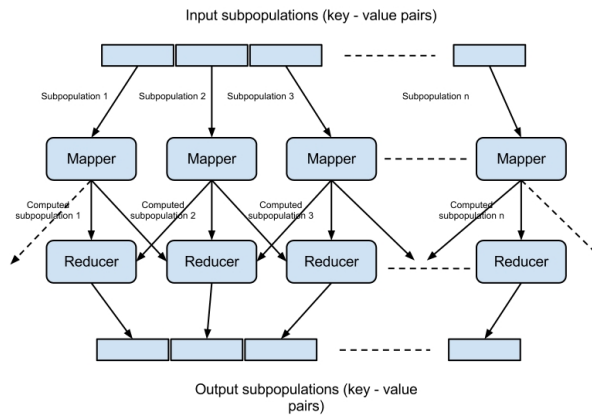 Input subpopulations (key - value pairs)
Subpopulation 1
Subpopulation 2
Subpopulation 3
Subpopulation n
Mapper
Mapper
Mapper
Mapper
Computed
subpopulation 1
Computed
subpopulation 2
Computed
subpopulation 3
Computed
subpopulation n
Reducer
Reducer
Reducer
Reducer
Output subpopulations (key - value
pairs)